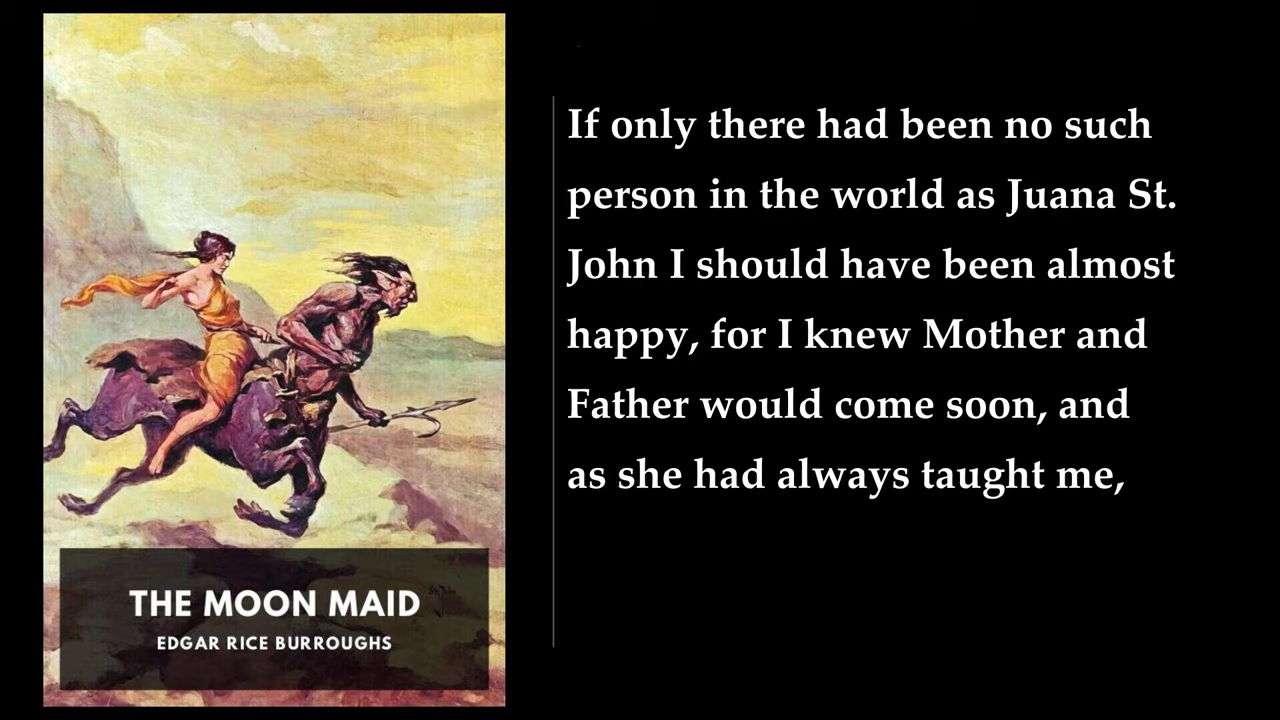 THE MOON MAID
EDGAR RICE BURROUGHS
If only there had been no such
person in the world as Juana St.
John I should have been almost
happy, for I knew Mother and
Father would come soon, and
as she had always taught me,